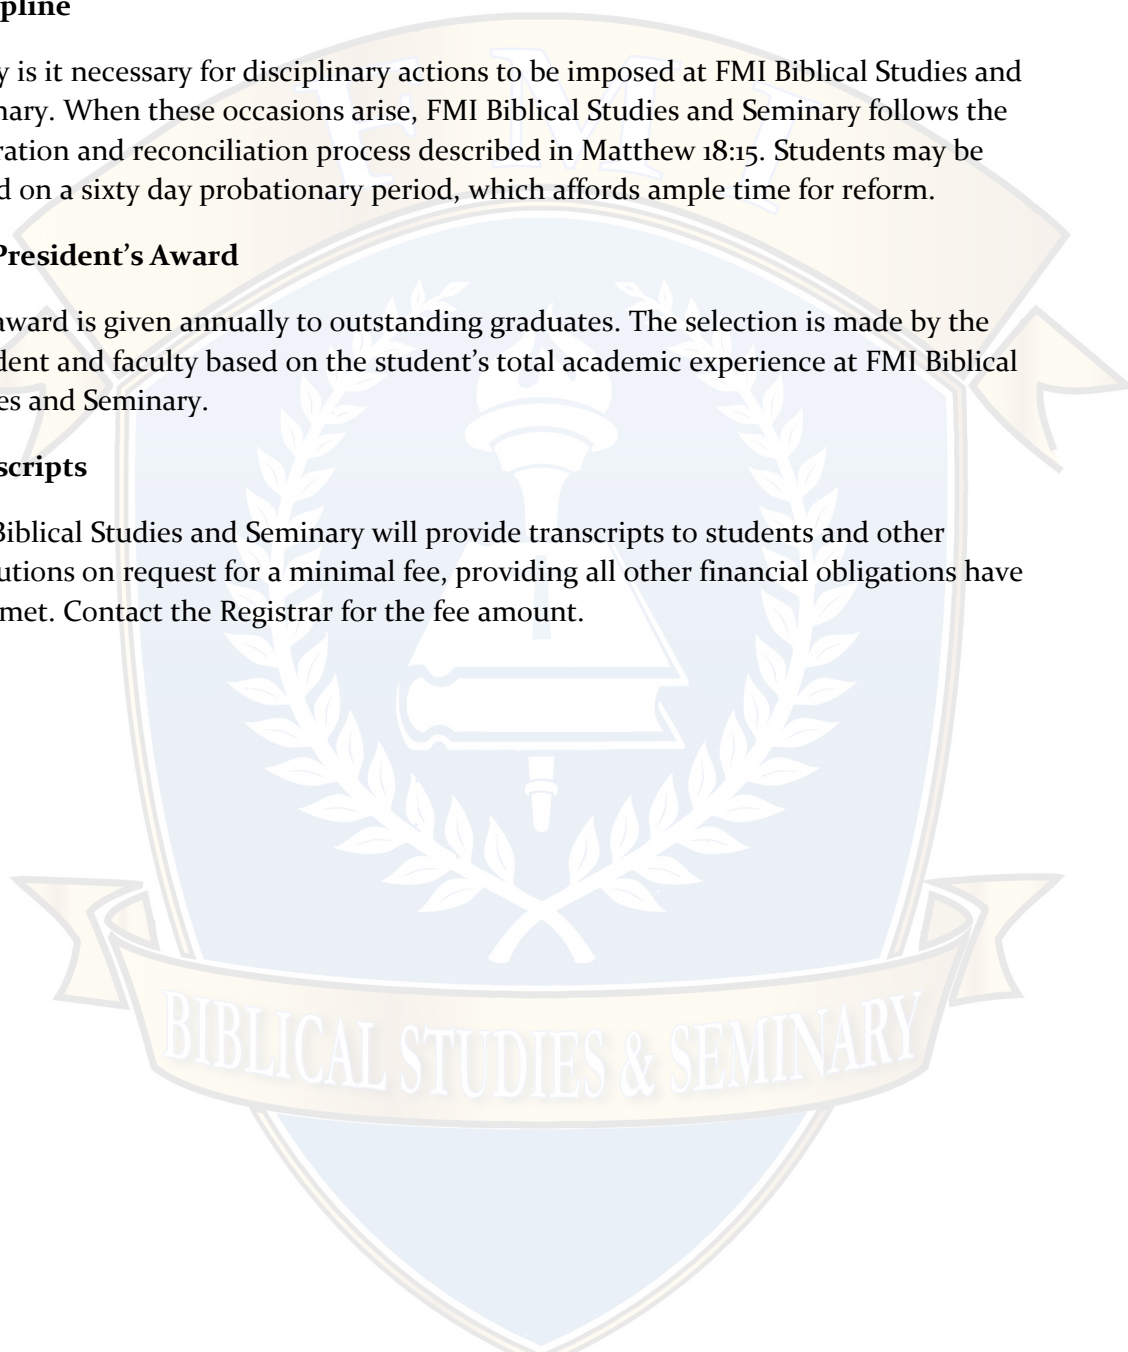 pline
y is it necessary for disciplinary actions to be imposed at FMI Biblical Studies and
nary. When these occasions arise, FMI Biblical Studies and Seminary follows the
ration and reconciliation process described in Matthew 18:15. Students may be
d on a sixty day probationary period, which affords ample time for reform.
President’s Award
award is given annually to outstanding graduates. The selection is made by the
dent and faculty based on the student’s total academic experience at FMI Biblical
es and Seminary.
scripts
Biblical Studies and Seminary will provide transcripts to students and other
utions on request for a minimal fee, providing all other financial obligations have
met. Contact the Registrar for the fee amount.
FMI
BIBLICAL STUDIES & SEMINARY